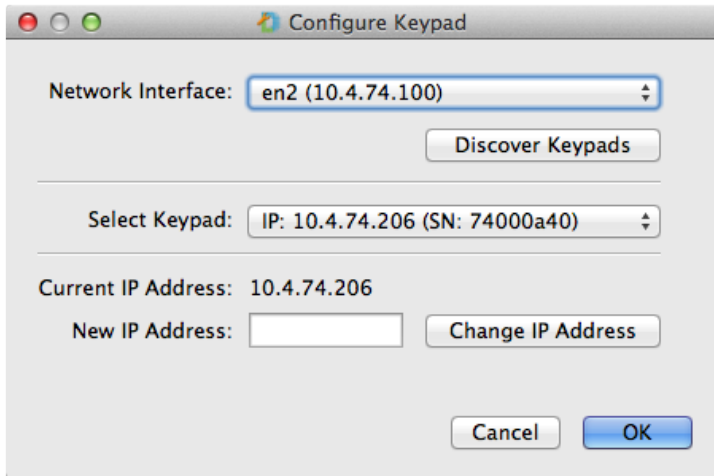 Configure Keypad
Network Interface: en2 (10.4.74.100)
Discover Keypads
Select Keypad: IP: 10.4.74.206 (SN: 74000a40)
Current IP Address: 10.4.74.206
New IP Address: Change IP Address
Cancel OK